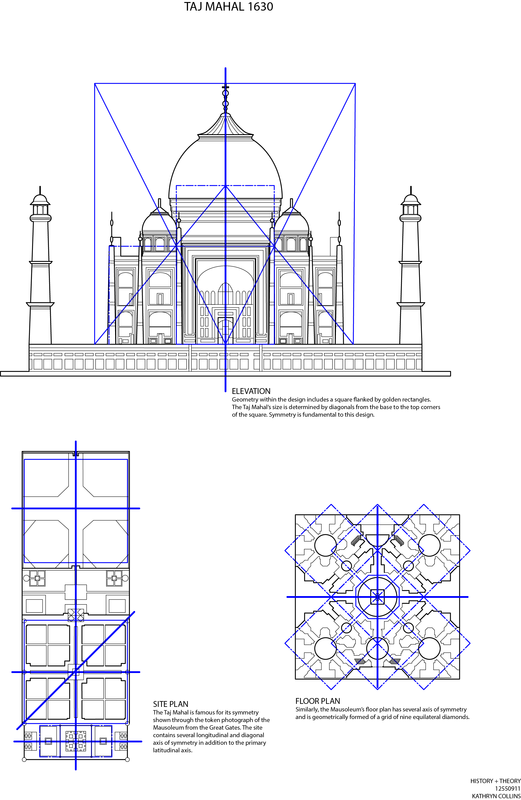 TAJ MAHAL 1630
ELEVATION
Geometry within the design includes a square flanked by golden rectangles.
The Taj Mahal's size is determined by diagonals from the base to the top corners
of the square. Symmetry is fundamental to this design.
SITE PLAN
The Taj Mahal is famous for its symmetry
shown through the token photograph of the
Mausoleum from the Great Gates. The site
contains several longitudinal and diagonal
axis of symmetry in addition to the primary
latitudinal axis.
FLOOR PLAN
Similarly, the Mausoleum's floor plan has several axis of symmetry
and is geometrically formed of a grid of nine equilateral diamonds.
HISTORY + THEORY
12550911
KATHRYN COLLINS